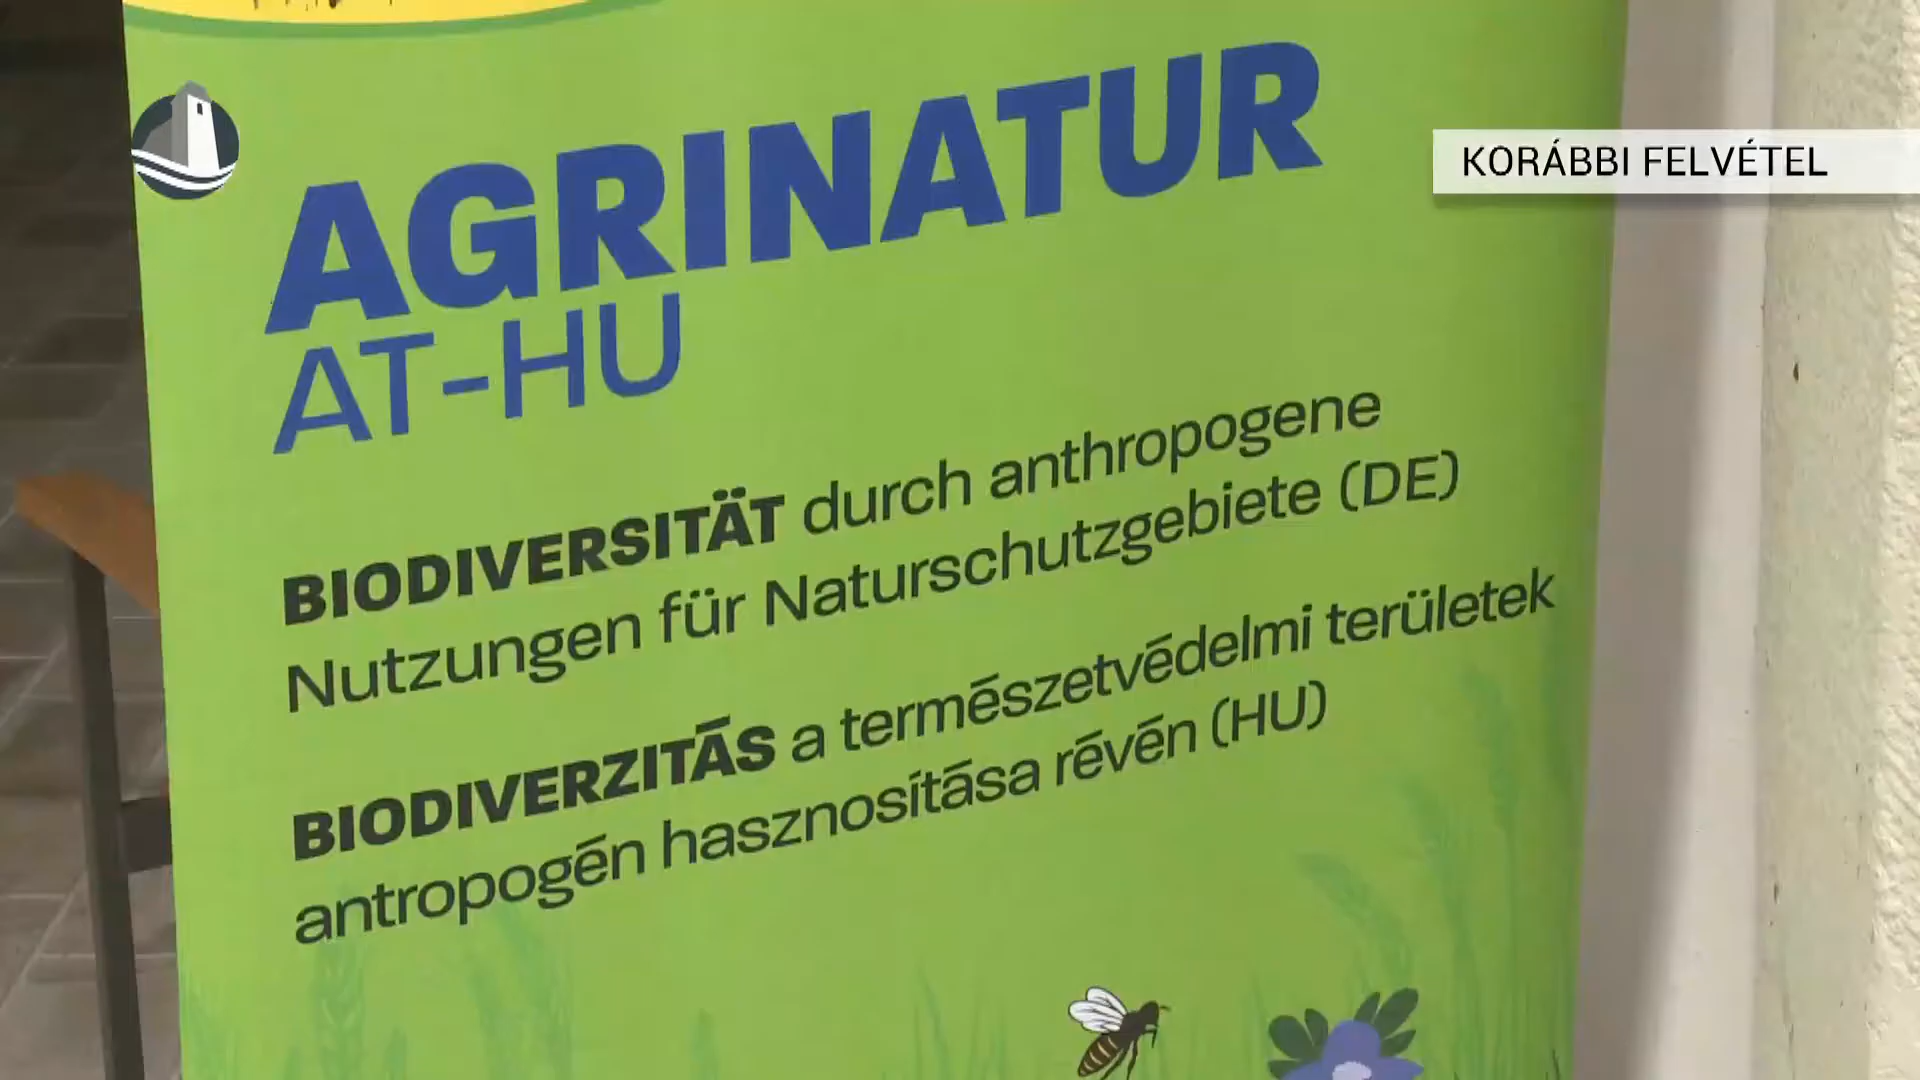 AGRINATUR
KORÁBBI FELVÉTEL
AT-HU
BIODIVERSITÄT durch anthropogene
Nutzungen für Naturschutzgebiete (DE)
BIODIVERZITÁS a természetvédelmi területek
antropogén hasznosítása révén (HU)